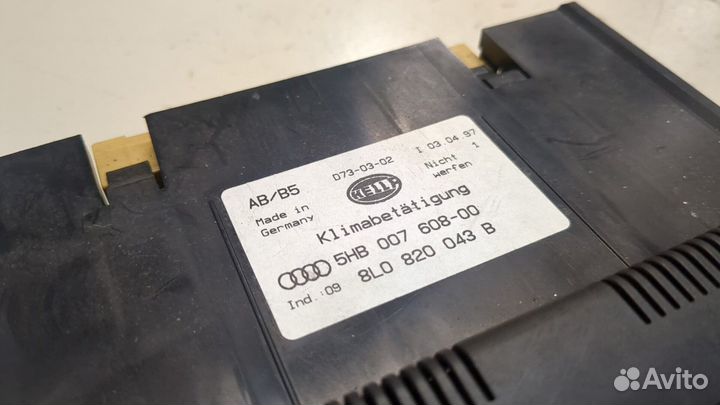 AB/B5
D73-03-02
I 03.04.97
Made in
Germany
HELLA
Nicht 1
werfen
Klimabetätigung
5HB 007 608-00
Ind.:09 8L0 820 043 B
Avito